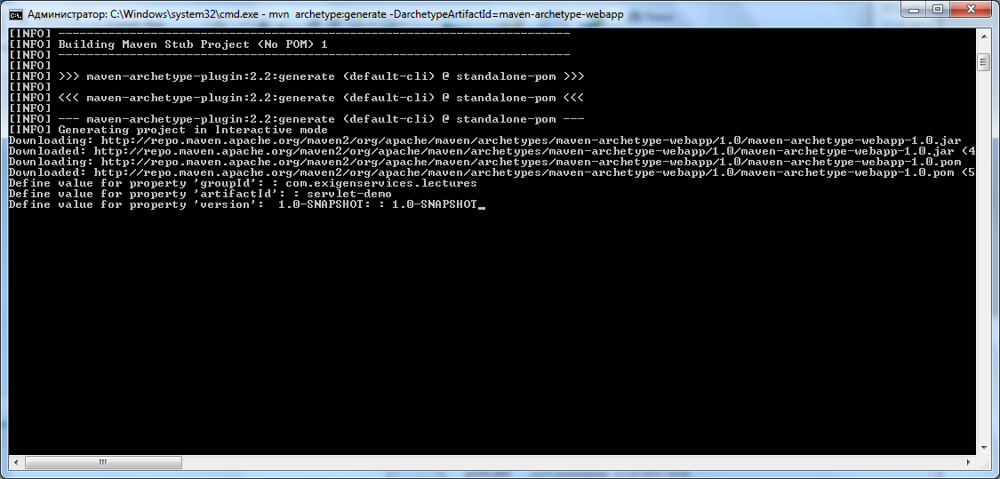 Администратор: C:\Windows\system32\cmd.exe - mvn archetype:generate -DarchetypeArtifactId=maven-archetype-webapp
[INFO] ------------------------------------------------------------------------
[INFO] Building Maven Stub Project (No POM) 1
[INFO] ------------------------------------------------------------------------
[INFO]
[INFO] >>> maven-archetype-plugin:2.2:generate (default-cli) @ standalone-pom >>>
[INFO]
[INFO] <<< maven-archetype-plugin:2.2:generate (default-cli) @ standalone-pom <<<
[INFO]
[INFO] --- maven-archetype-plugin:2.2:generate (default-cli) @ standalone-pom ---
[INFO] Generating project in Interactive mode
Downloading: http://repo.maven.apache.org/maven2/org/apache/maven/archetypes/maven-archetype-webapp/1.0/maven-archetype-webapp-1.0.jar
Downloaded: http://repo.maven.apache.org/maven2/org/apache/maven/archetypes/maven-archetype-webapp/1.0/maven-archetype-webapp-1.0.jar (4
Downloading: http://repo.maven.apache.org/maven2/org/apache/maven/archetypes/maven-archetype-webapp/1.0/maven-archetype-webapp-1.0.pom
Downloaded: http://repo.maven.apache.org/maven2/org/apache/maven/archetypes/maven-archetype-webapp/1.0/maven-archetype-webapp-1.0.pom (5
Define value for property 'groupId': : com.exigenservices.lectures
Define value for property 'artifactId': : servlet-demo
Define value for property 'version':  1.0-SNAPSHOT: : 1.0-SNAPSHOT_